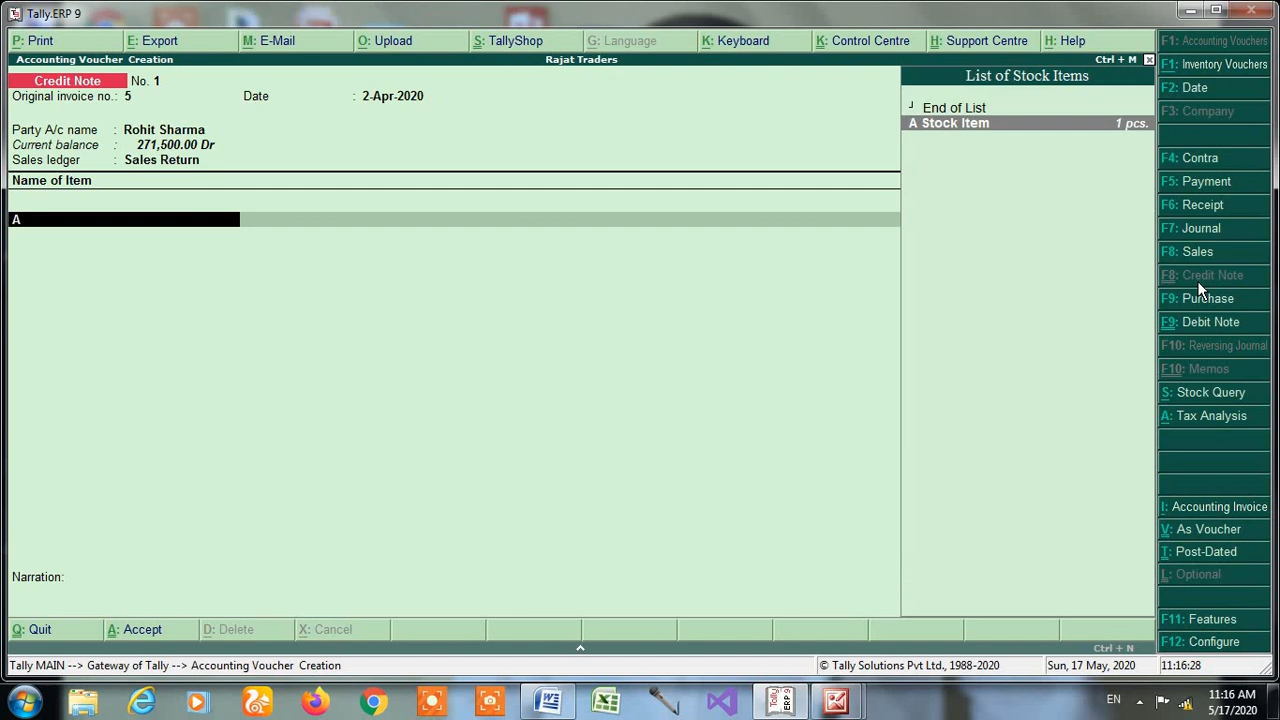 Tally.ERP 9
P: Print E: Export M: E-Mail O: Upload S: TallyShop G: Language K: Keyboard K: Control Centre H: Support Centre H: Help
Accounting Voucher Creation Rajat Traders Ctrl + M
Credit Note No. 1
Original invoice no.: 5 Date : 2-Apr-2020
Party A/c name : Rohit Sharma
Current balance : 271,500.00 Dr
Sales ledger : Sales Return
Name of Item
A
Narration:
List of Stock Items
End of List
A Stock Item 1 pcs.
F1: Accounting Vouchers
F1: Inventory Vouchers
F2: Date
F3: Company
F4: Contra
F5: Payment
F6: Receipt
F7: Journal
F8: Sales
F8: Credit Note
F9: Purchase
F9: Debit Note
F10: Reversing Journal
F10: Memos
S: Stock Query
A: Tax Analysis
I: Accounting Invoice
V: As Voucher
T: Post-Dated
L: Optional
F11: Features
F12: Configure
Q: Quit A: Accept D: Delete X: Cancel
Ctrl + N
Tally MAIN --> Gateway of Tally --> Accounting Voucher Creation © Tally Solutions Pvt Ltd., 1988-2020 Sun, 17 May, 2020 11:16:28
EN 11:16 AM
5/17/2020